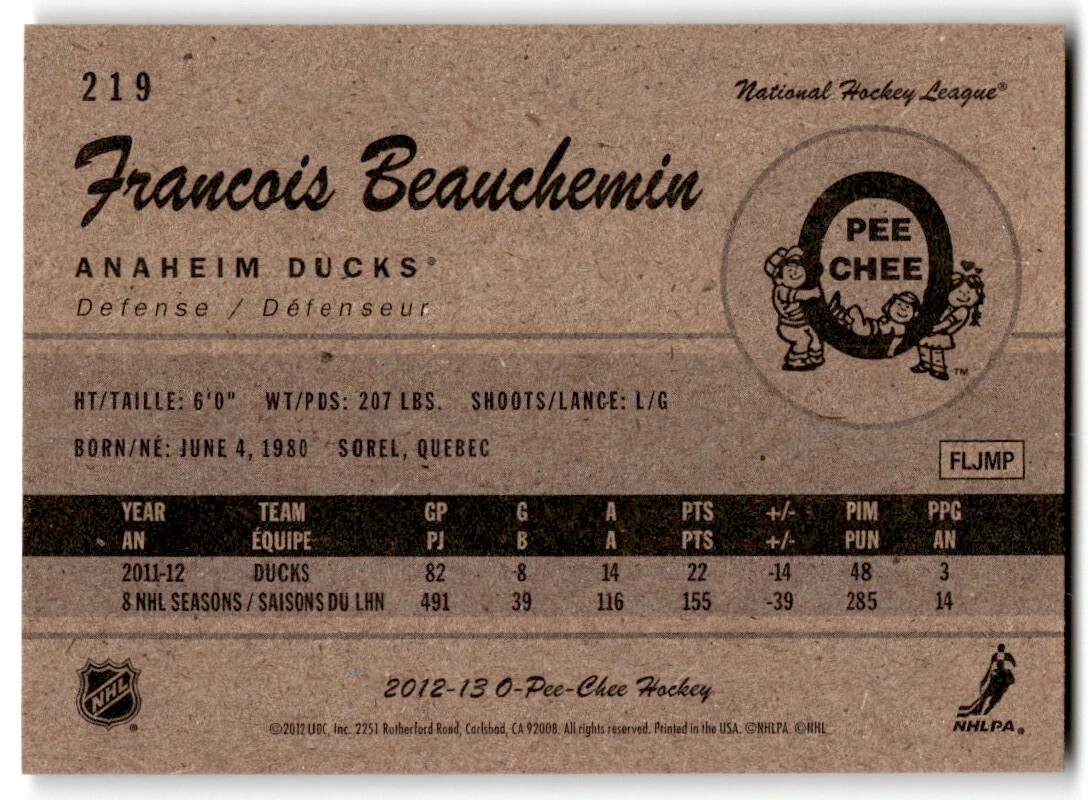 219
National Hockey League®
Francois Beauchemin
ANAHEIM DUCKS®
Defense / Défenseur
O
PEE
CHEE
TM
HT/TAILLE: 6'0" WT/PDS: 207 LBS. SHOOTS/LANCE: L/G
BORN/NÉ: JUNE 4, 1980 SOREL, QUEBEC
FLJMP
YEAR TEAM GP G A PTS +/- PIM PPG
AN ÉQUIPE PJ B A PTS +/- PUN AN
2011-12 DUCKS 82 8 14 22 -14 48 3
8 NHL SEASONS / SAISONS DU LHN 491 39 116 155 -39 285 14
NHL ®
2012-13 O-Pee-Chee Hockey
©2012 UDC, Inc. 2251 Rutherford Road, Carlsbad, CA 92008. All rights reserved. Printed in the USA. ©NHLPA. ©NHL
NHLPA®